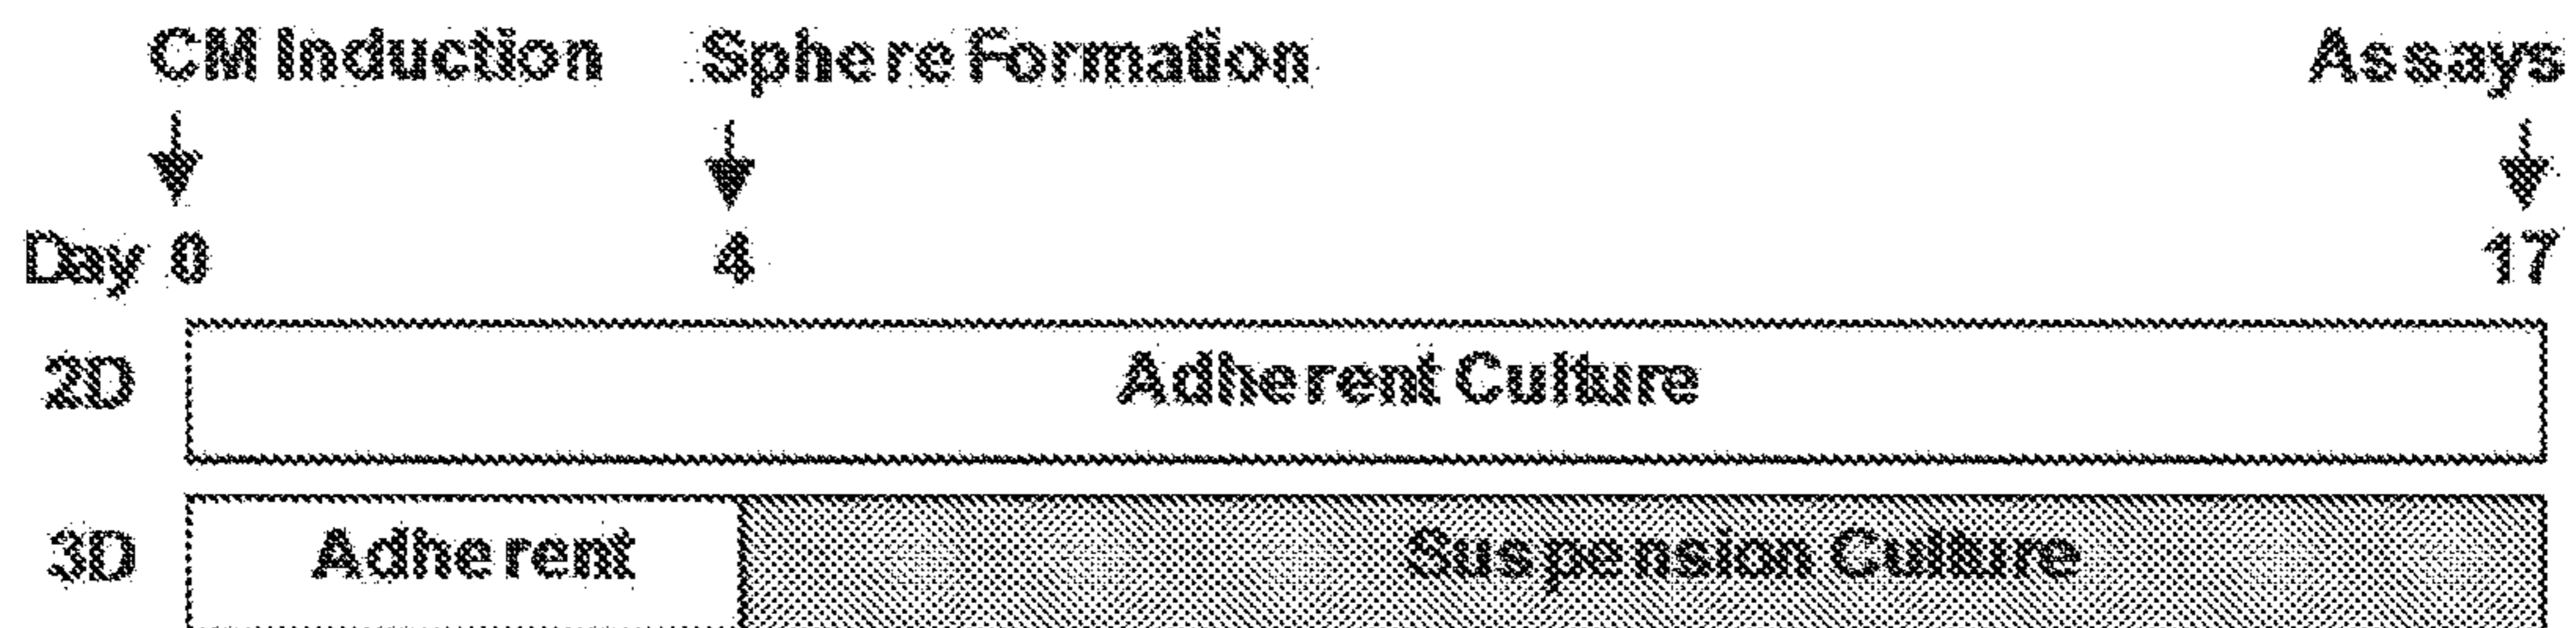 CM Induction Sphere Formation Assays
Day 0 4 17
2D Adherent Culture
3D Adherent Suspension Culture